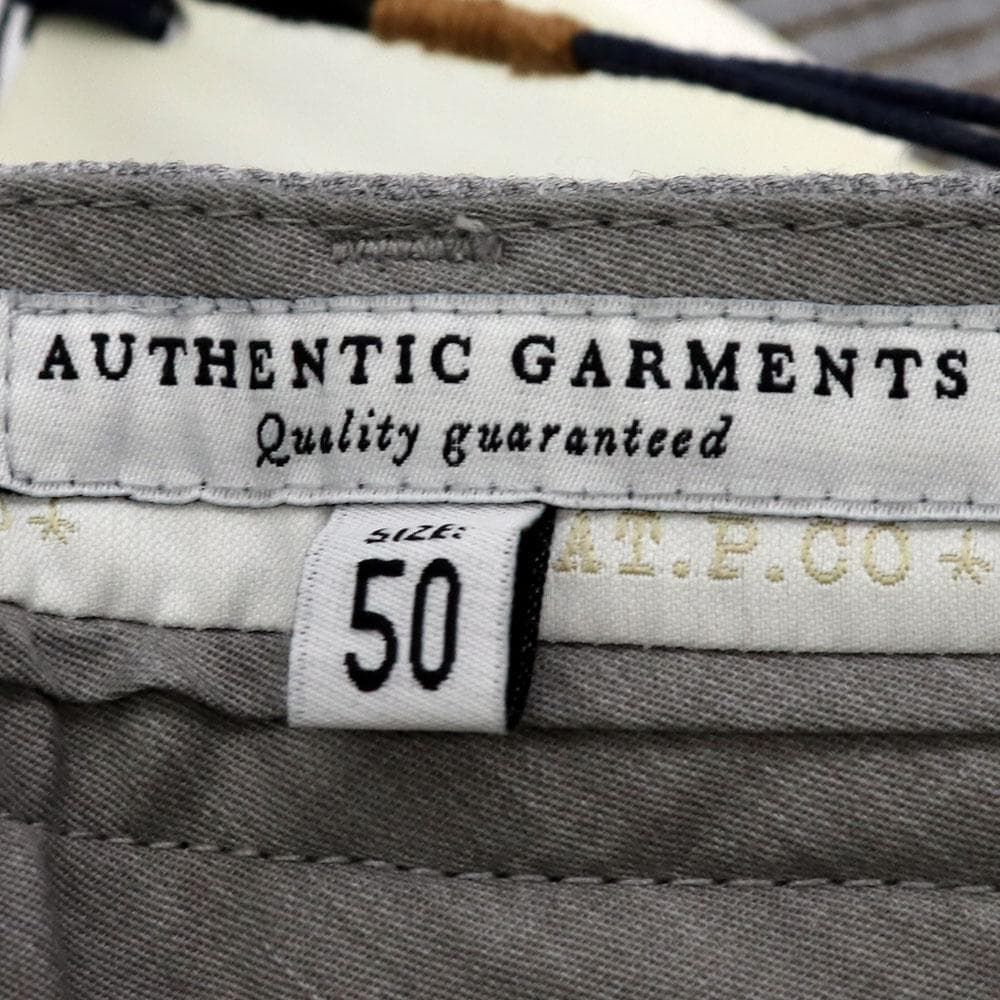 AUTHENTIC GARMENTS
Quality guaranteed
SIZE:
50
AT.P.CO